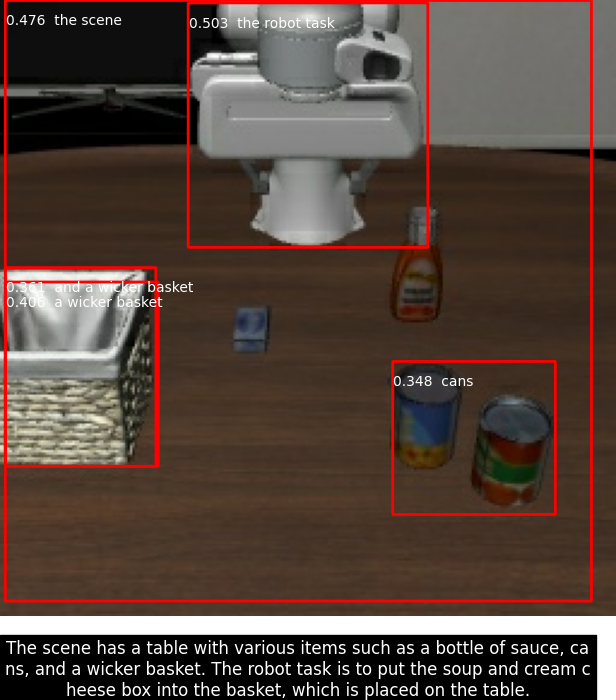 0.476 the scene
0.503 the robot task
0.361 and a wicker basket
0.406 a wicker basket
0.348 cans
The scene has a table with various items such as a bottle of sauce, ca
ns, and a wicker basket. The robot task is to put the soup and cream c
heese box into the basket, which is placed on the table.